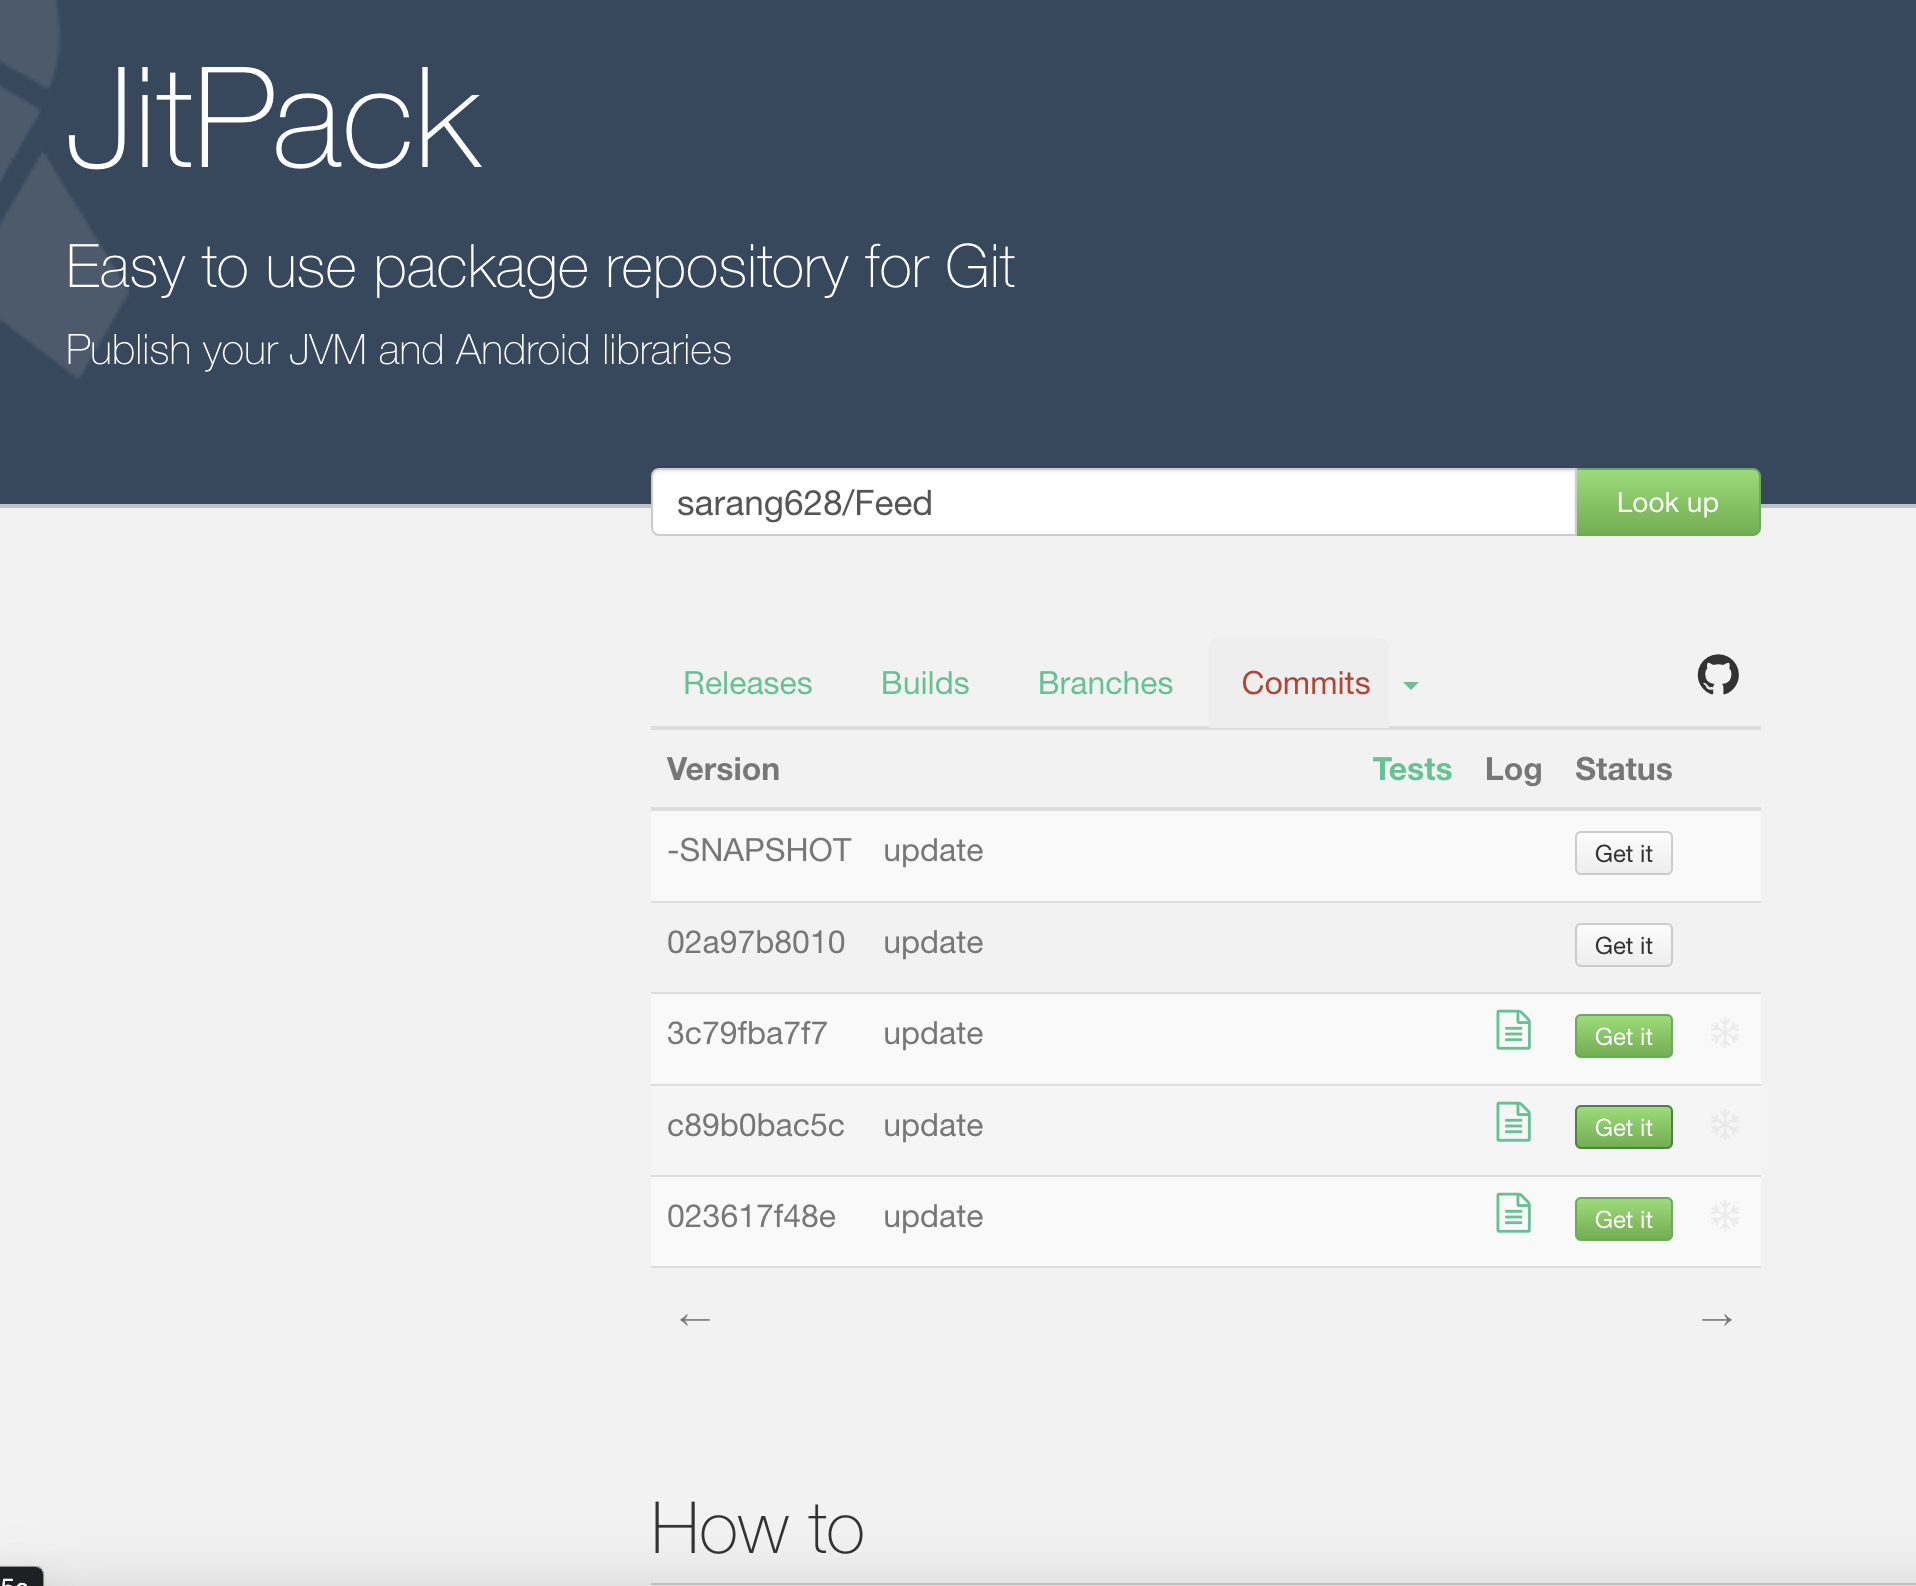 JitPack
Easy to use package repository for Git
Publish your JVM and Android libraries
sarang628/Feed Look up
Releases Builds Branches Commits
Version Tests Log Status
-SNAPSHOT update Get it
02a97b8010 update Get it
3c79fba7f7 update Get it
c89b0bac5c update Get it
023617f48e update Get it
← →
How to